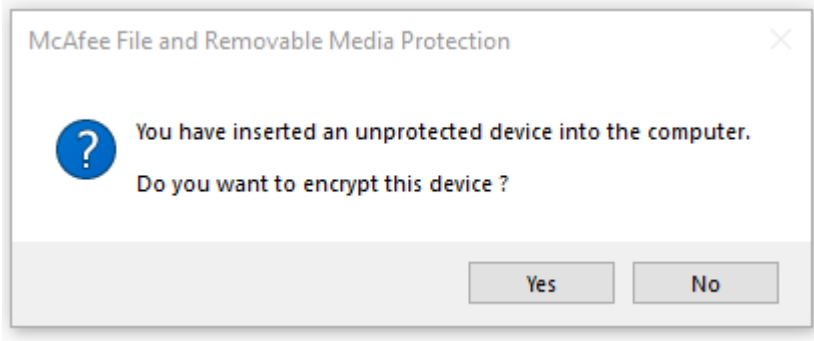 McAfee File and Removable Media Protection
You have inserted an unprotected device into the computer.
Do you want to encrypt this device ?
Yes
No